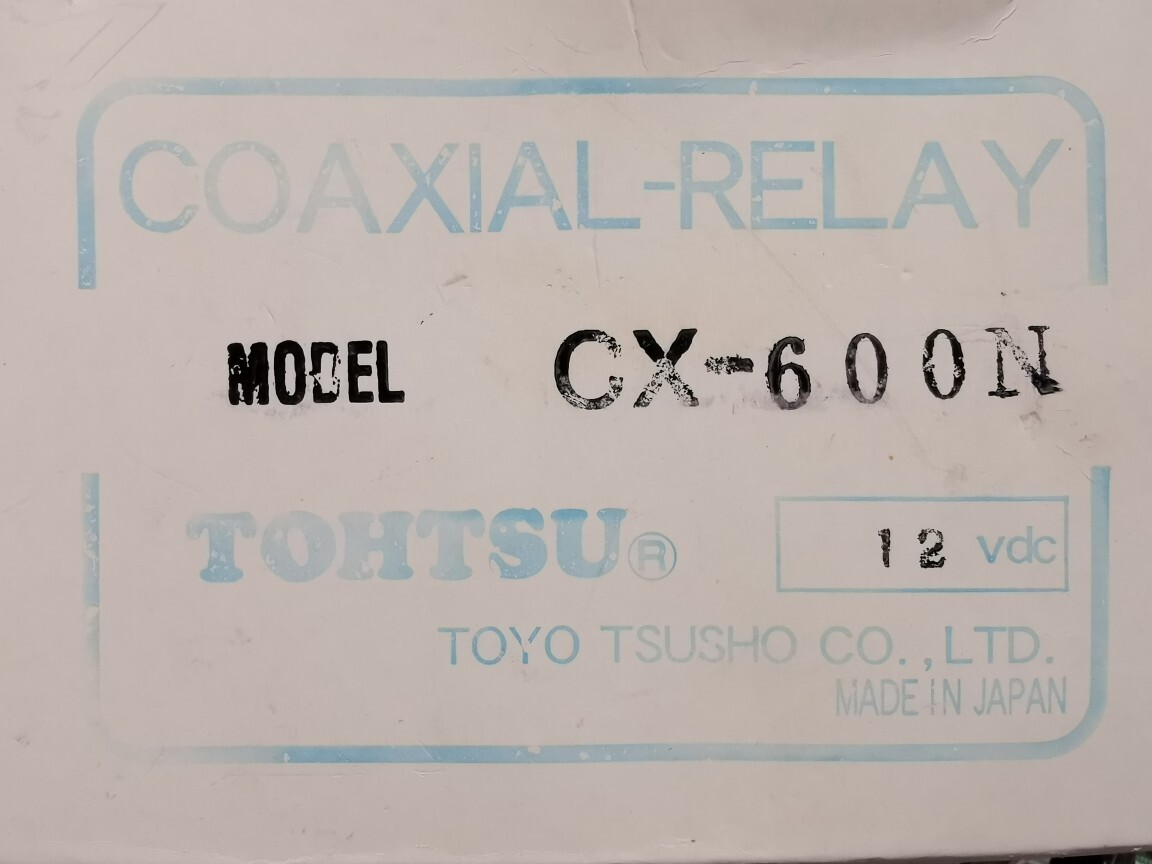 COAXIAL-RELAY
MODEL CX-600N
TOHTSU® 12 vdc
TOYO TSUSHO CO.,LTD.
MADE IN JAPAN